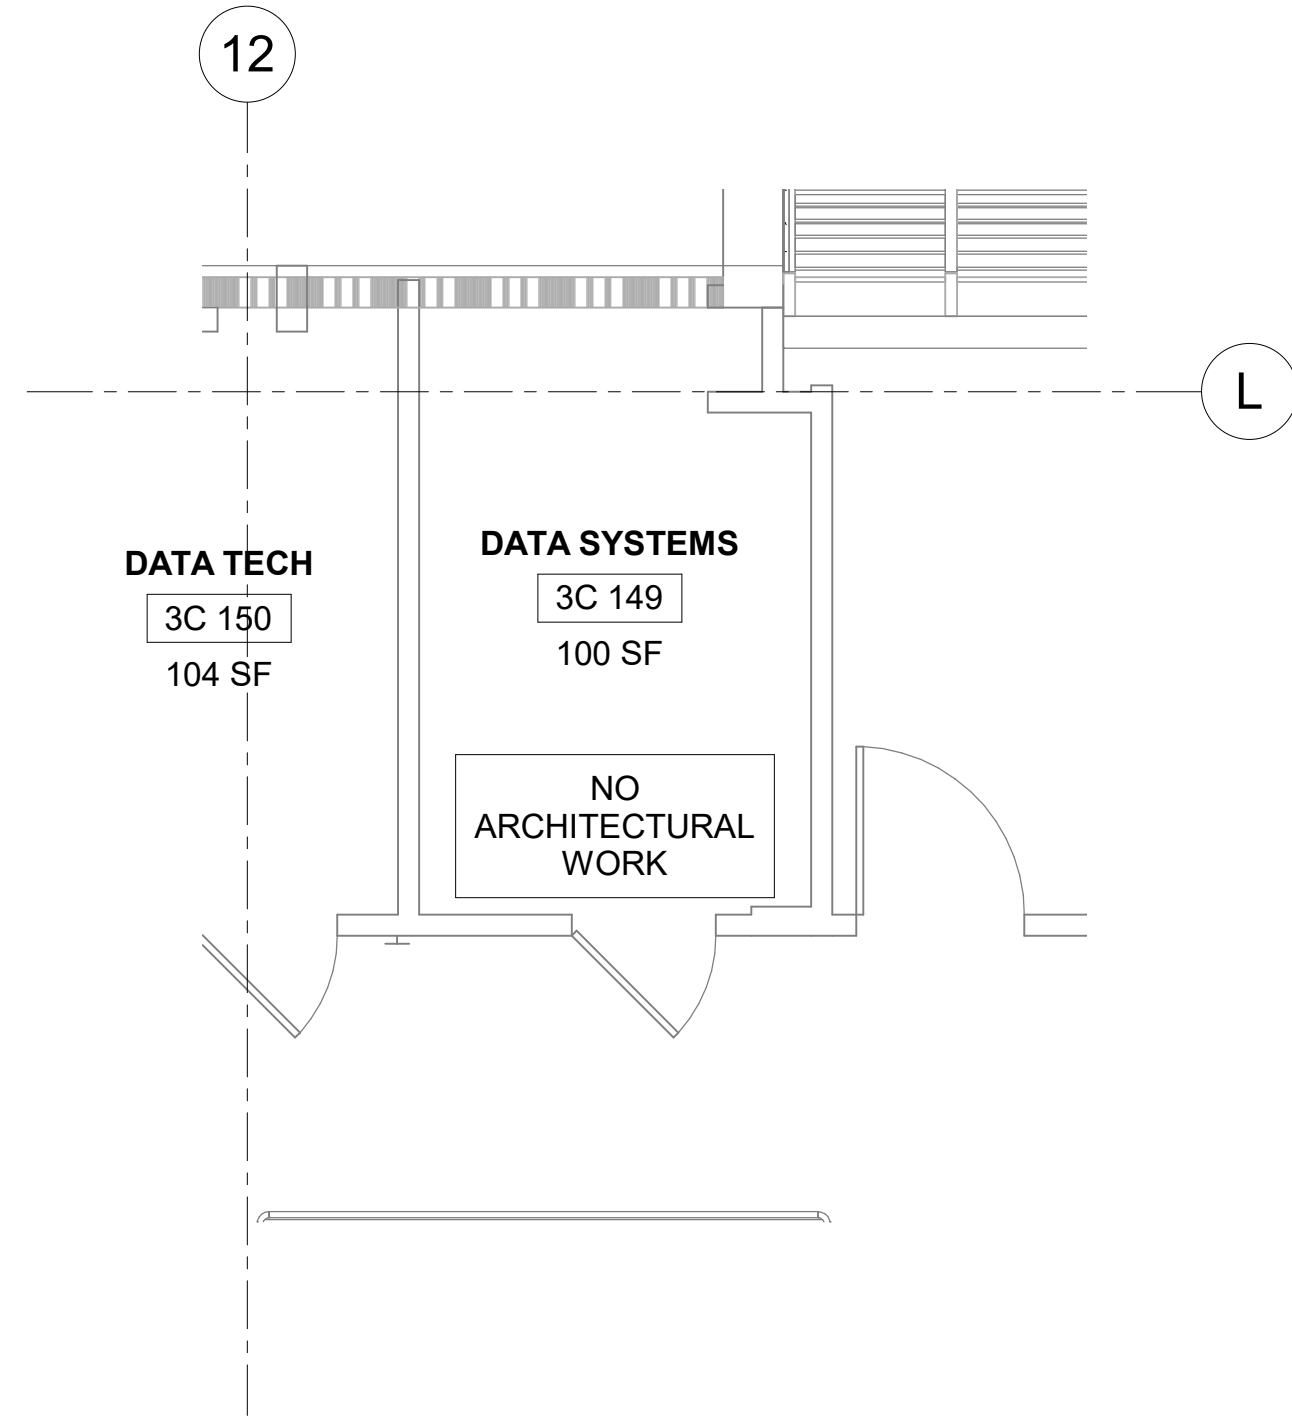 12
L
DATA TECH
3C 150
104 SF
DATA SYSTEMS
3C 149
100 SF
NO
ARCHITECTURAL
WORK